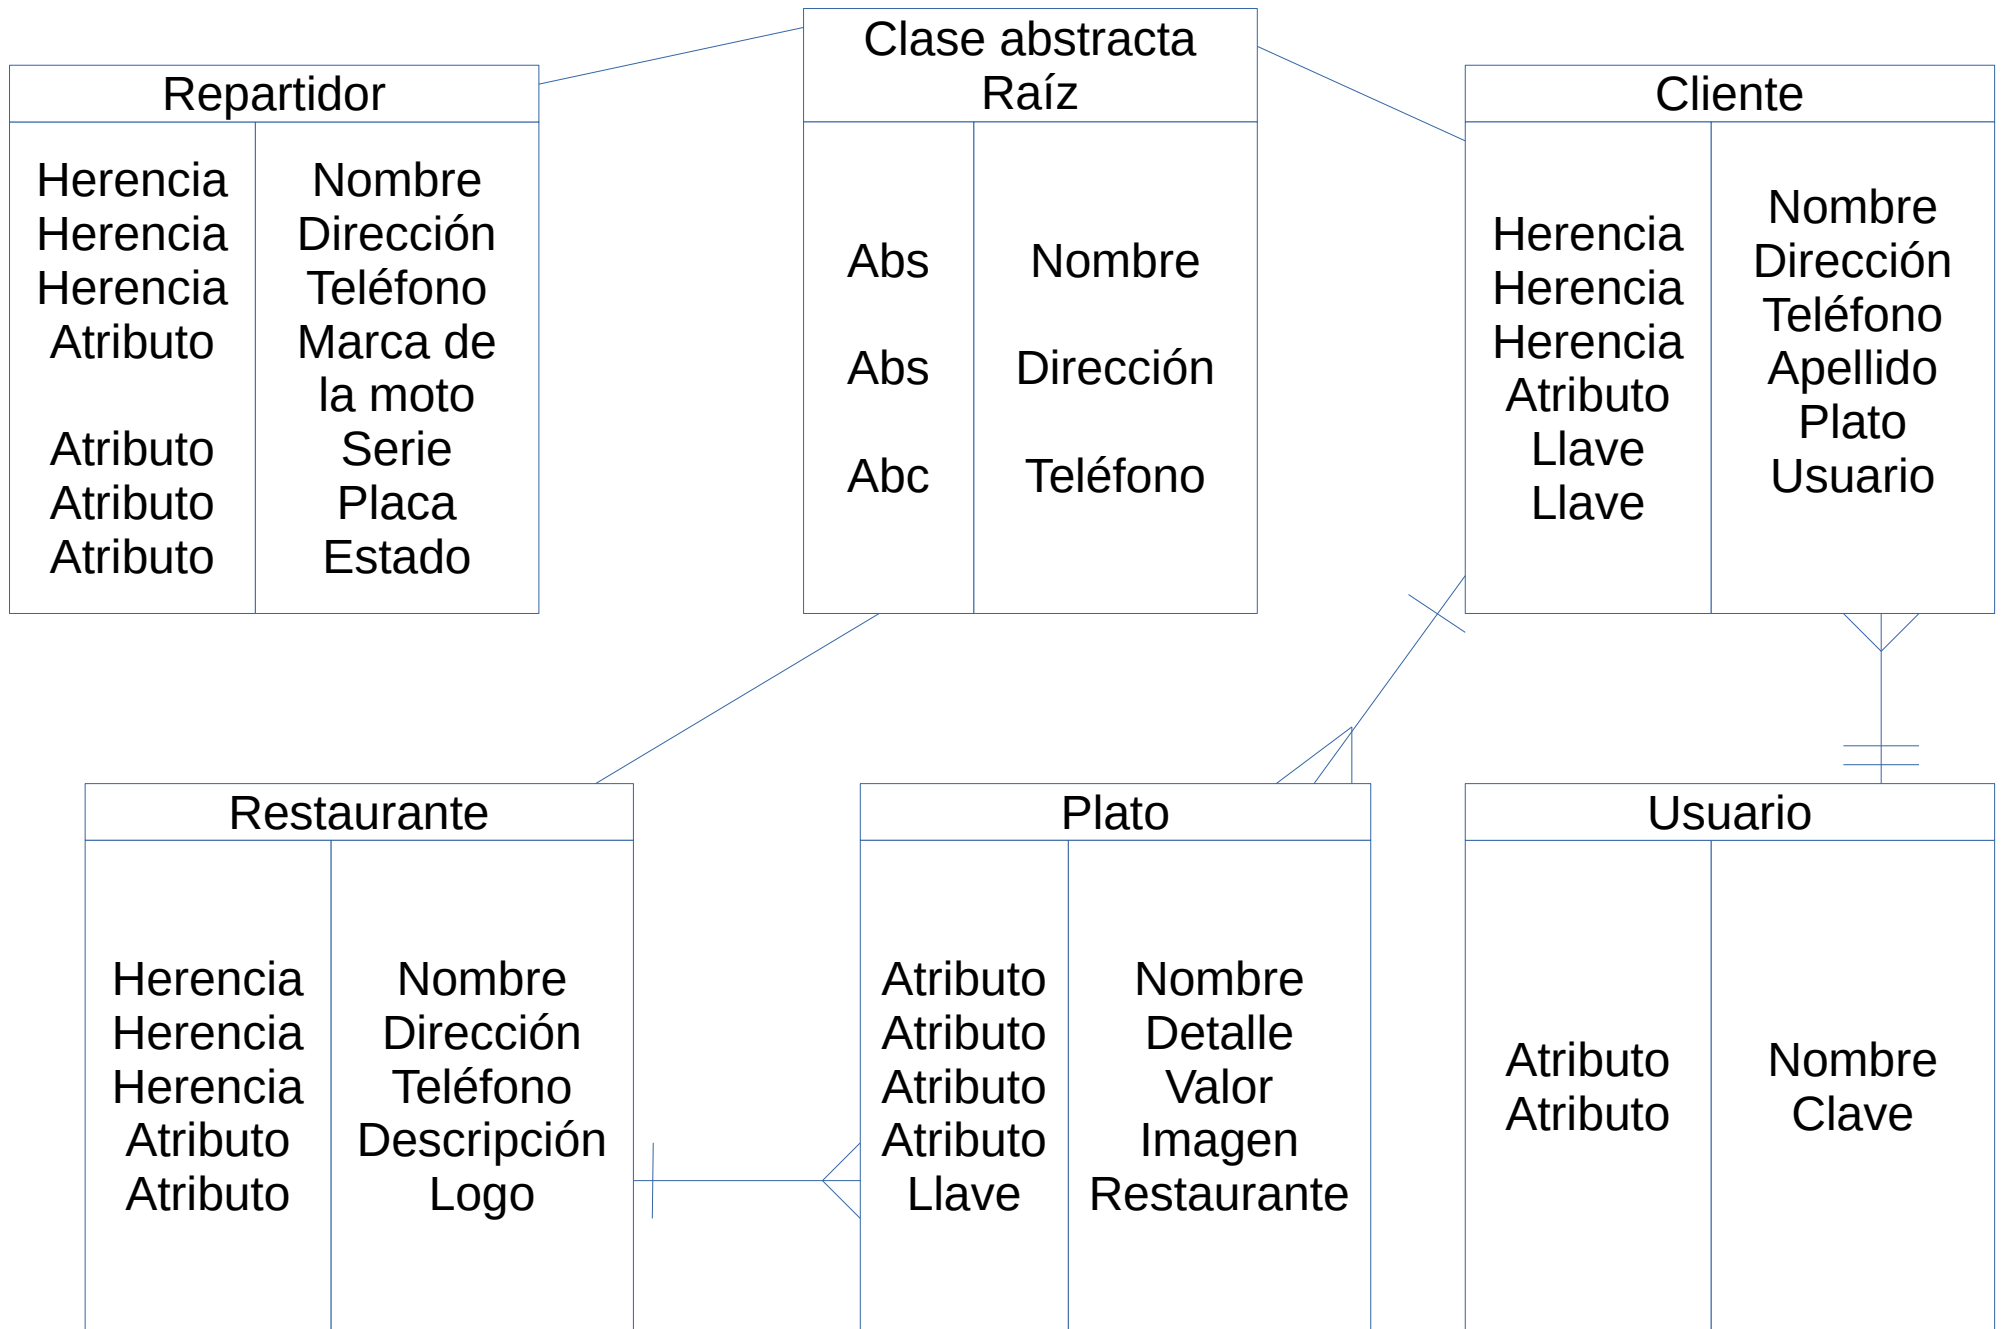 Clase abstracta
Raíz
Repartidor
Herencia Nombre
Herencia Dirección
Herencia Teléfono
Atributo Marca de
la moto
Atributo Serie
Atributo Placa
Atributo Estado
Abs Nombre
Abs Dirección
Abc Teléfono
Cliente
Herencia
Herencia
Herencia
Atributo
Llave
Llave
Nombre
Dirección
Teléfono
Apellido
Plato
Usuario
Restaurante
Herencia Nombre
Herencia Dirección
Herencia Teléfono
Atributo Descripción
Atributo Logo
Plato
Atributo Nombre
Atributo Detalle
Atributo Valor
Atributo Imagen
Llave Restaurante
Usuario
Atributo Nombre
Atributo Clave